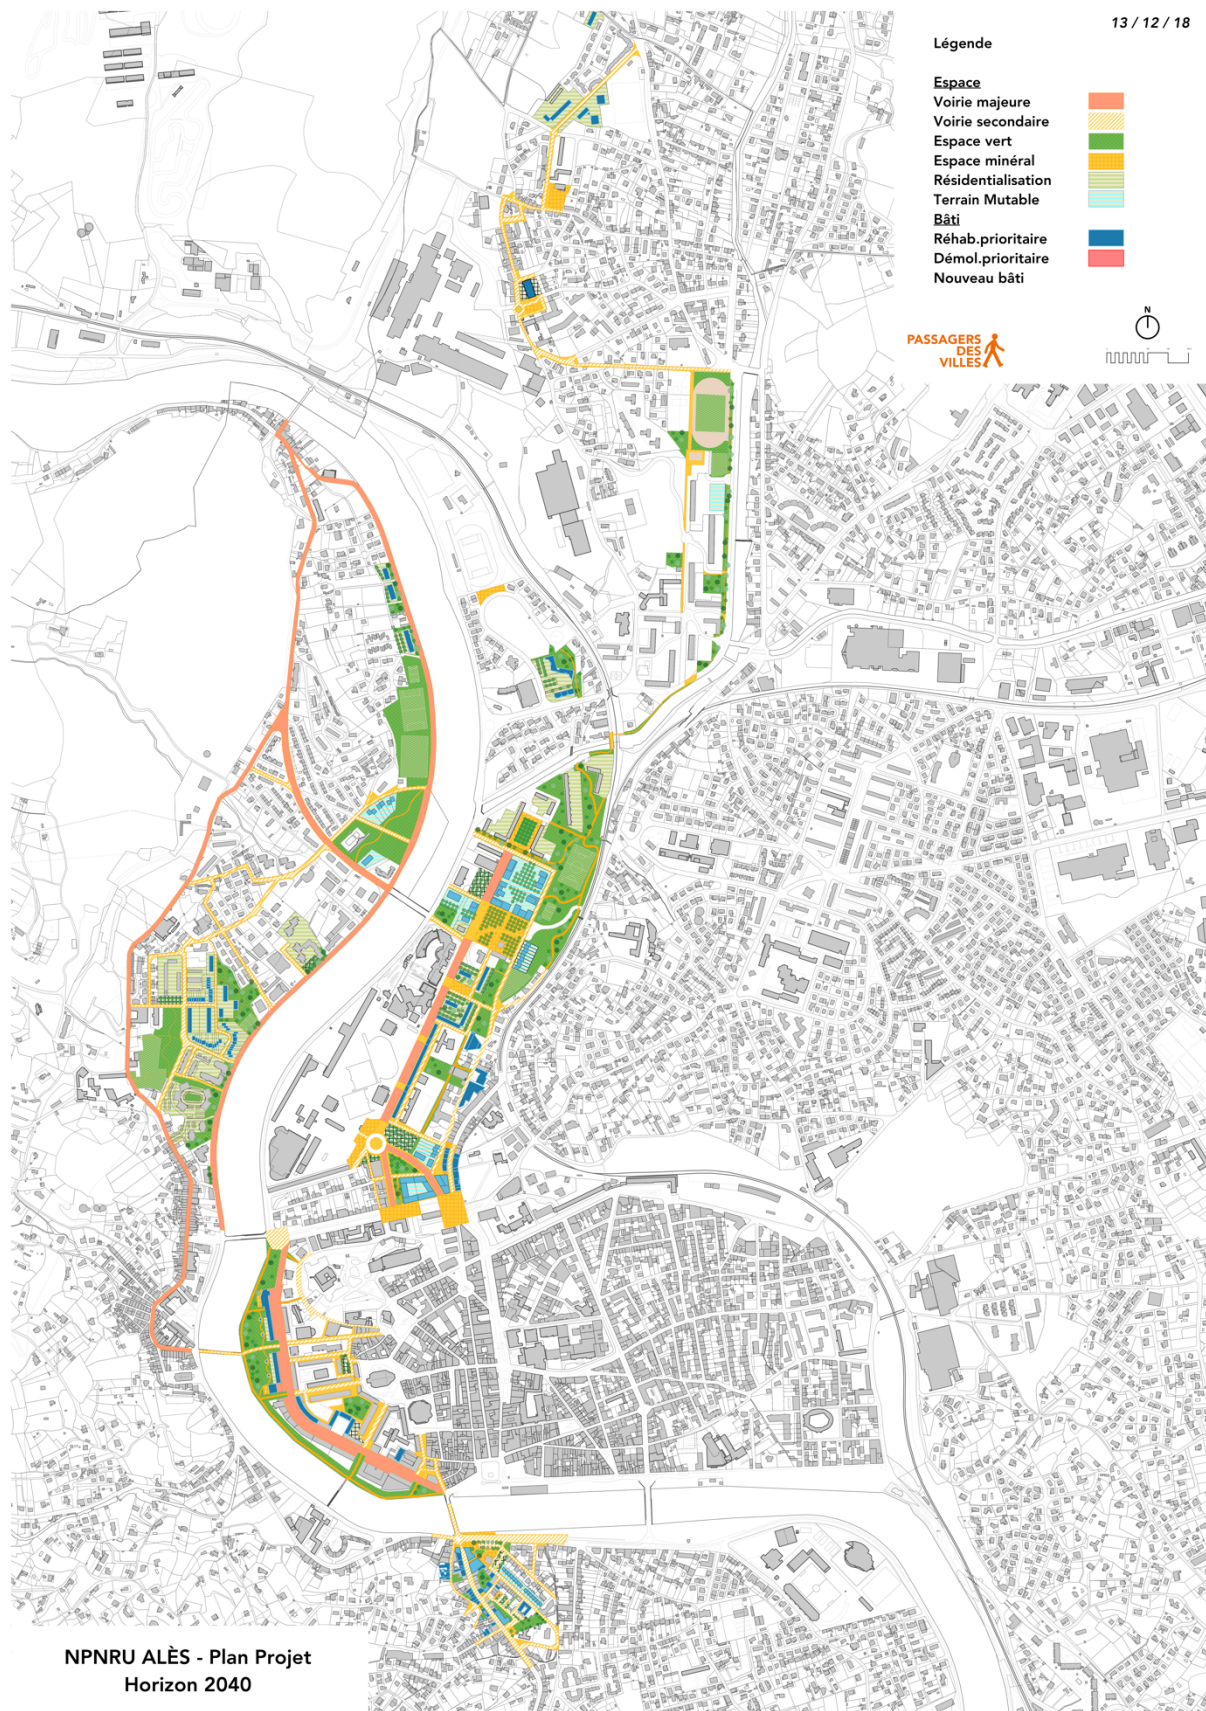 13 / 12 / 18
Légende
Espace
Voirie majeure
Voirie secondaire
Espace vert
Espace minéral
Résidentialisation
Terrain Mutable
Bâti
Réhab.prioritaire
Démol.prioritaire
Nouveau bâti
N
PASSAGERS
DES
VILLES
NPNRU ALÈS - Plan Projet
Horizon 2040